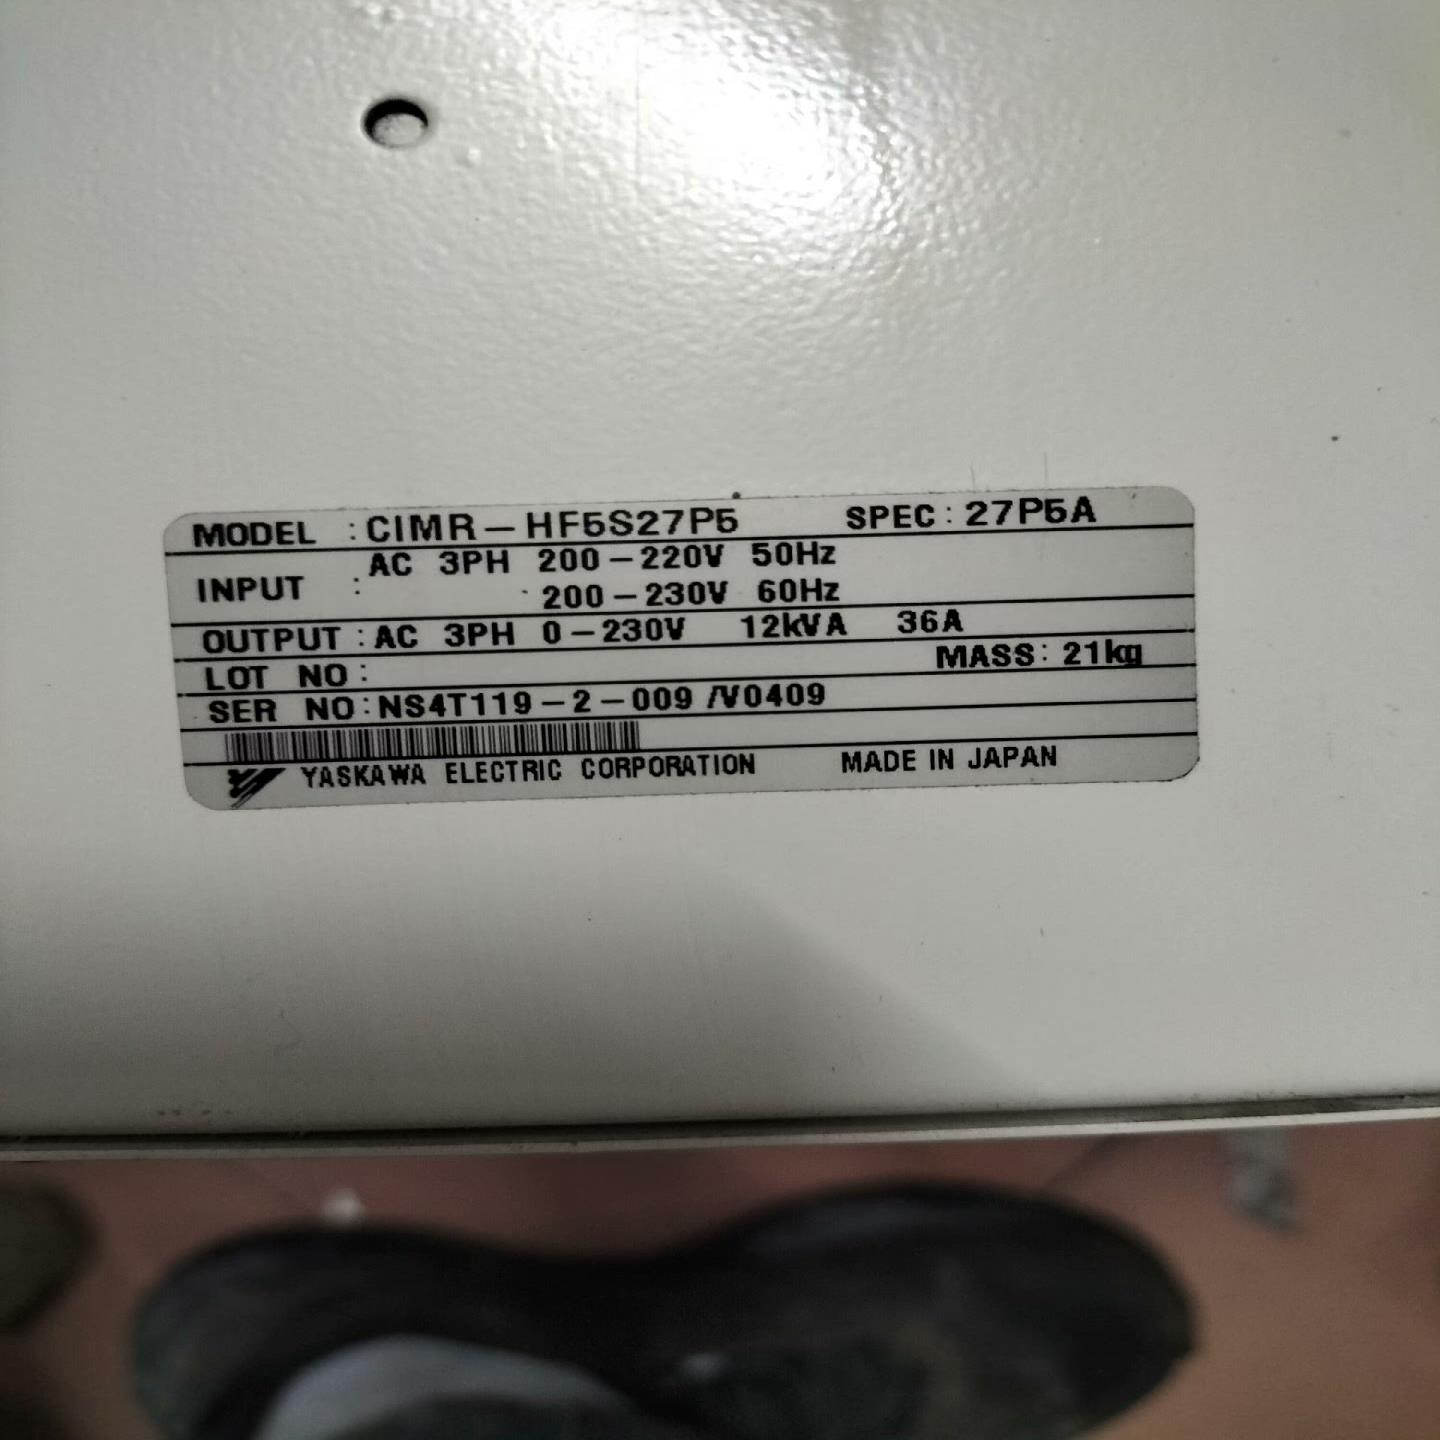 MODEL : CIMR-HF5S27P5 SPEC: 27P5A
INPUT : AC 3PH 200-220V 50Hz
200-230V 60Hz
OUTPUT : AC 3PH 0-230V 12kVA 36A
LOT NO : MASS: 21kg
SER NO : NS4T119-2-009 /V0409
YASKAWA ELECTRIC CORPORATION MADE IN JAPAN